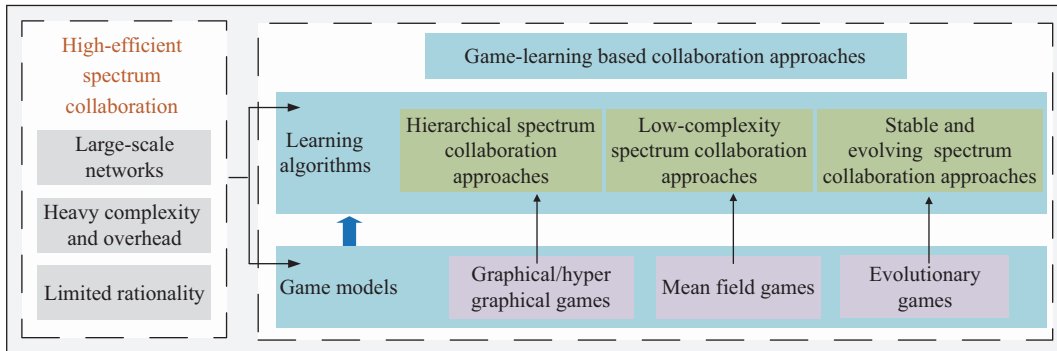 High-efficient
spectrum
collaboration
Large-scale
networks
Heavy complexity
and overhead
Limited rationality
Game-learning based collaboration approaches
Learning
algorithms
Hierarchical spectrum
collaboration
approaches
Low-complexity
spectrum collaboration
approaches
Stable and
evolving spectrum
collaboration approaches
Game models
Graphical/hyper
graphical games
Mean field games
Evolutionary
games